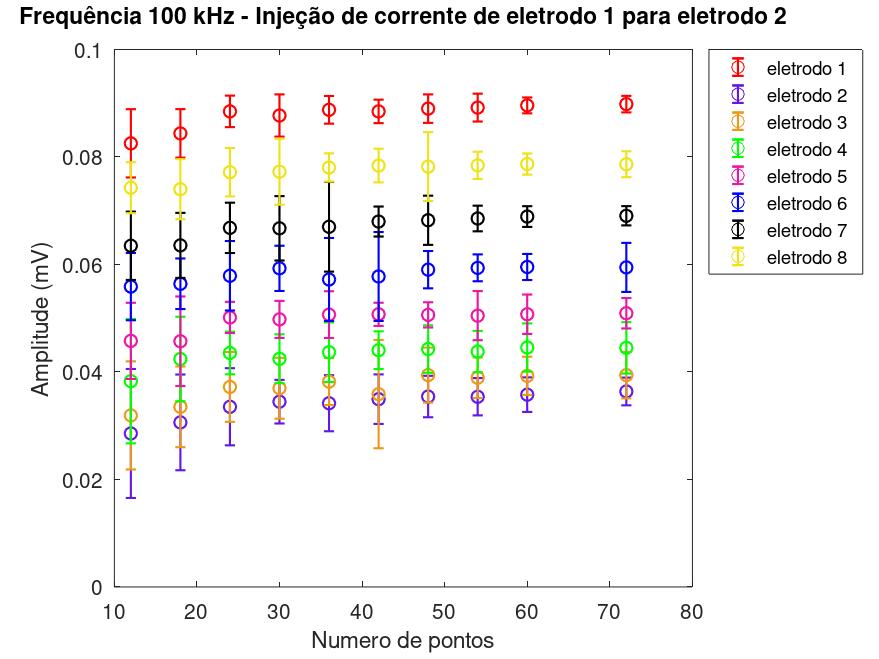 Frequência 100 kHz - Injeção de corrente de eletrodo 1 para eletrodo 2
0.1
0.08
0.06
0.04
0.02
0
Amplitude (mV)
10 20 30 40 50 60 70 80
Numero de pontos
eletrodo 1
eletrodo 2
eletrodo 3
eletrodo 4
eletrodo 5
eletrodo 6
eletrodo 7
eletrodo 8